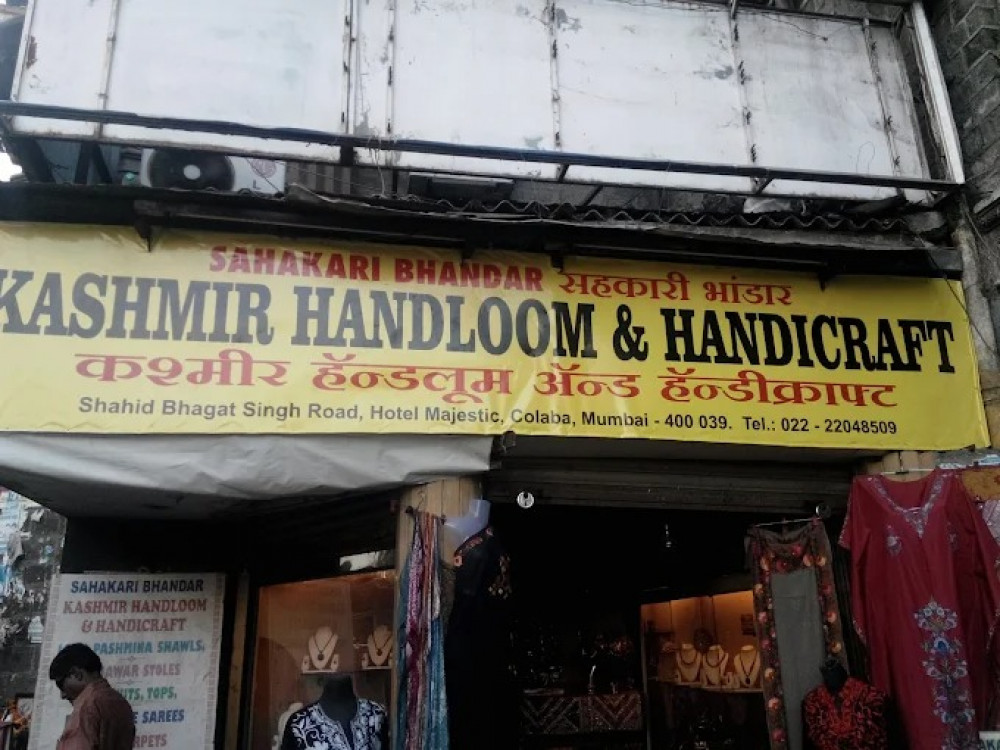 SAHAKARI BHANDAR सहकारी भांडार
KASHMIR HANDLOOM & HANDICRAFT
कश्मीर हॅन्डलूम ॲन्ड हॅन्डीक्राफ्ट
Shahid Bhagat Singh Road, Hotel Majestic, Colaba, Mumbai - 400 039. Tel.: 022 - 22048509
SAHAKARI BHANDAR
KASHMIR HANDLOOM
& HANDICRAFT
PASHMINA SHAWLS,
STOLES
TOPS,
SAREES